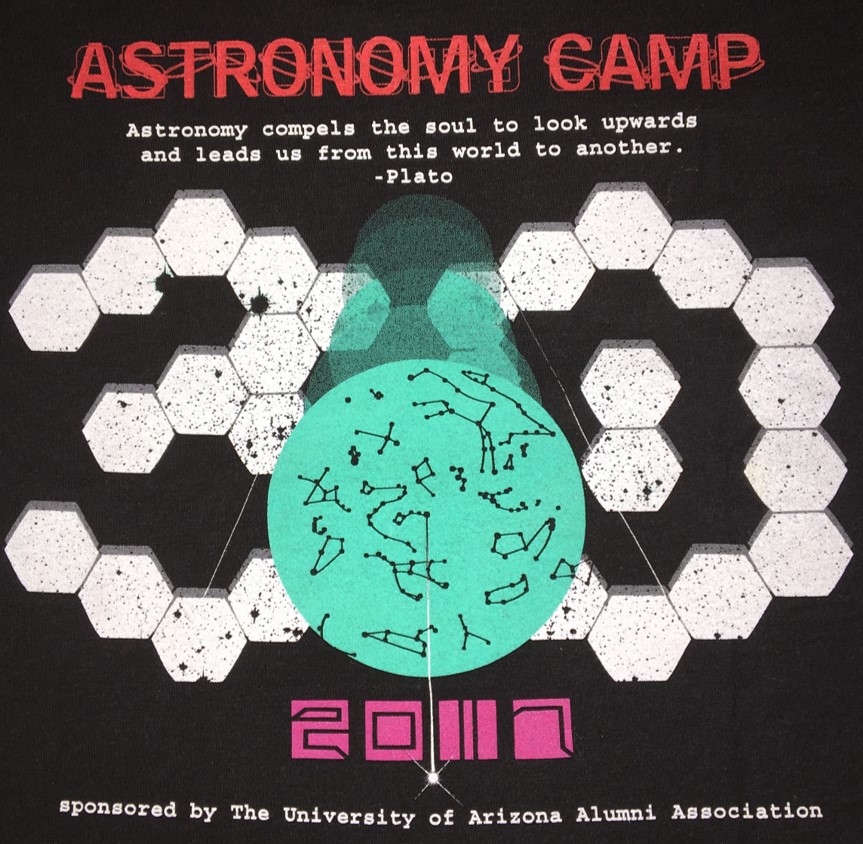 ASTRONOMY CAMP
Astronomy compels the soul to look upwards
and leads us from this world to another.
-Plato
30
2017
sponsored by The University of Arizona Alumni Association